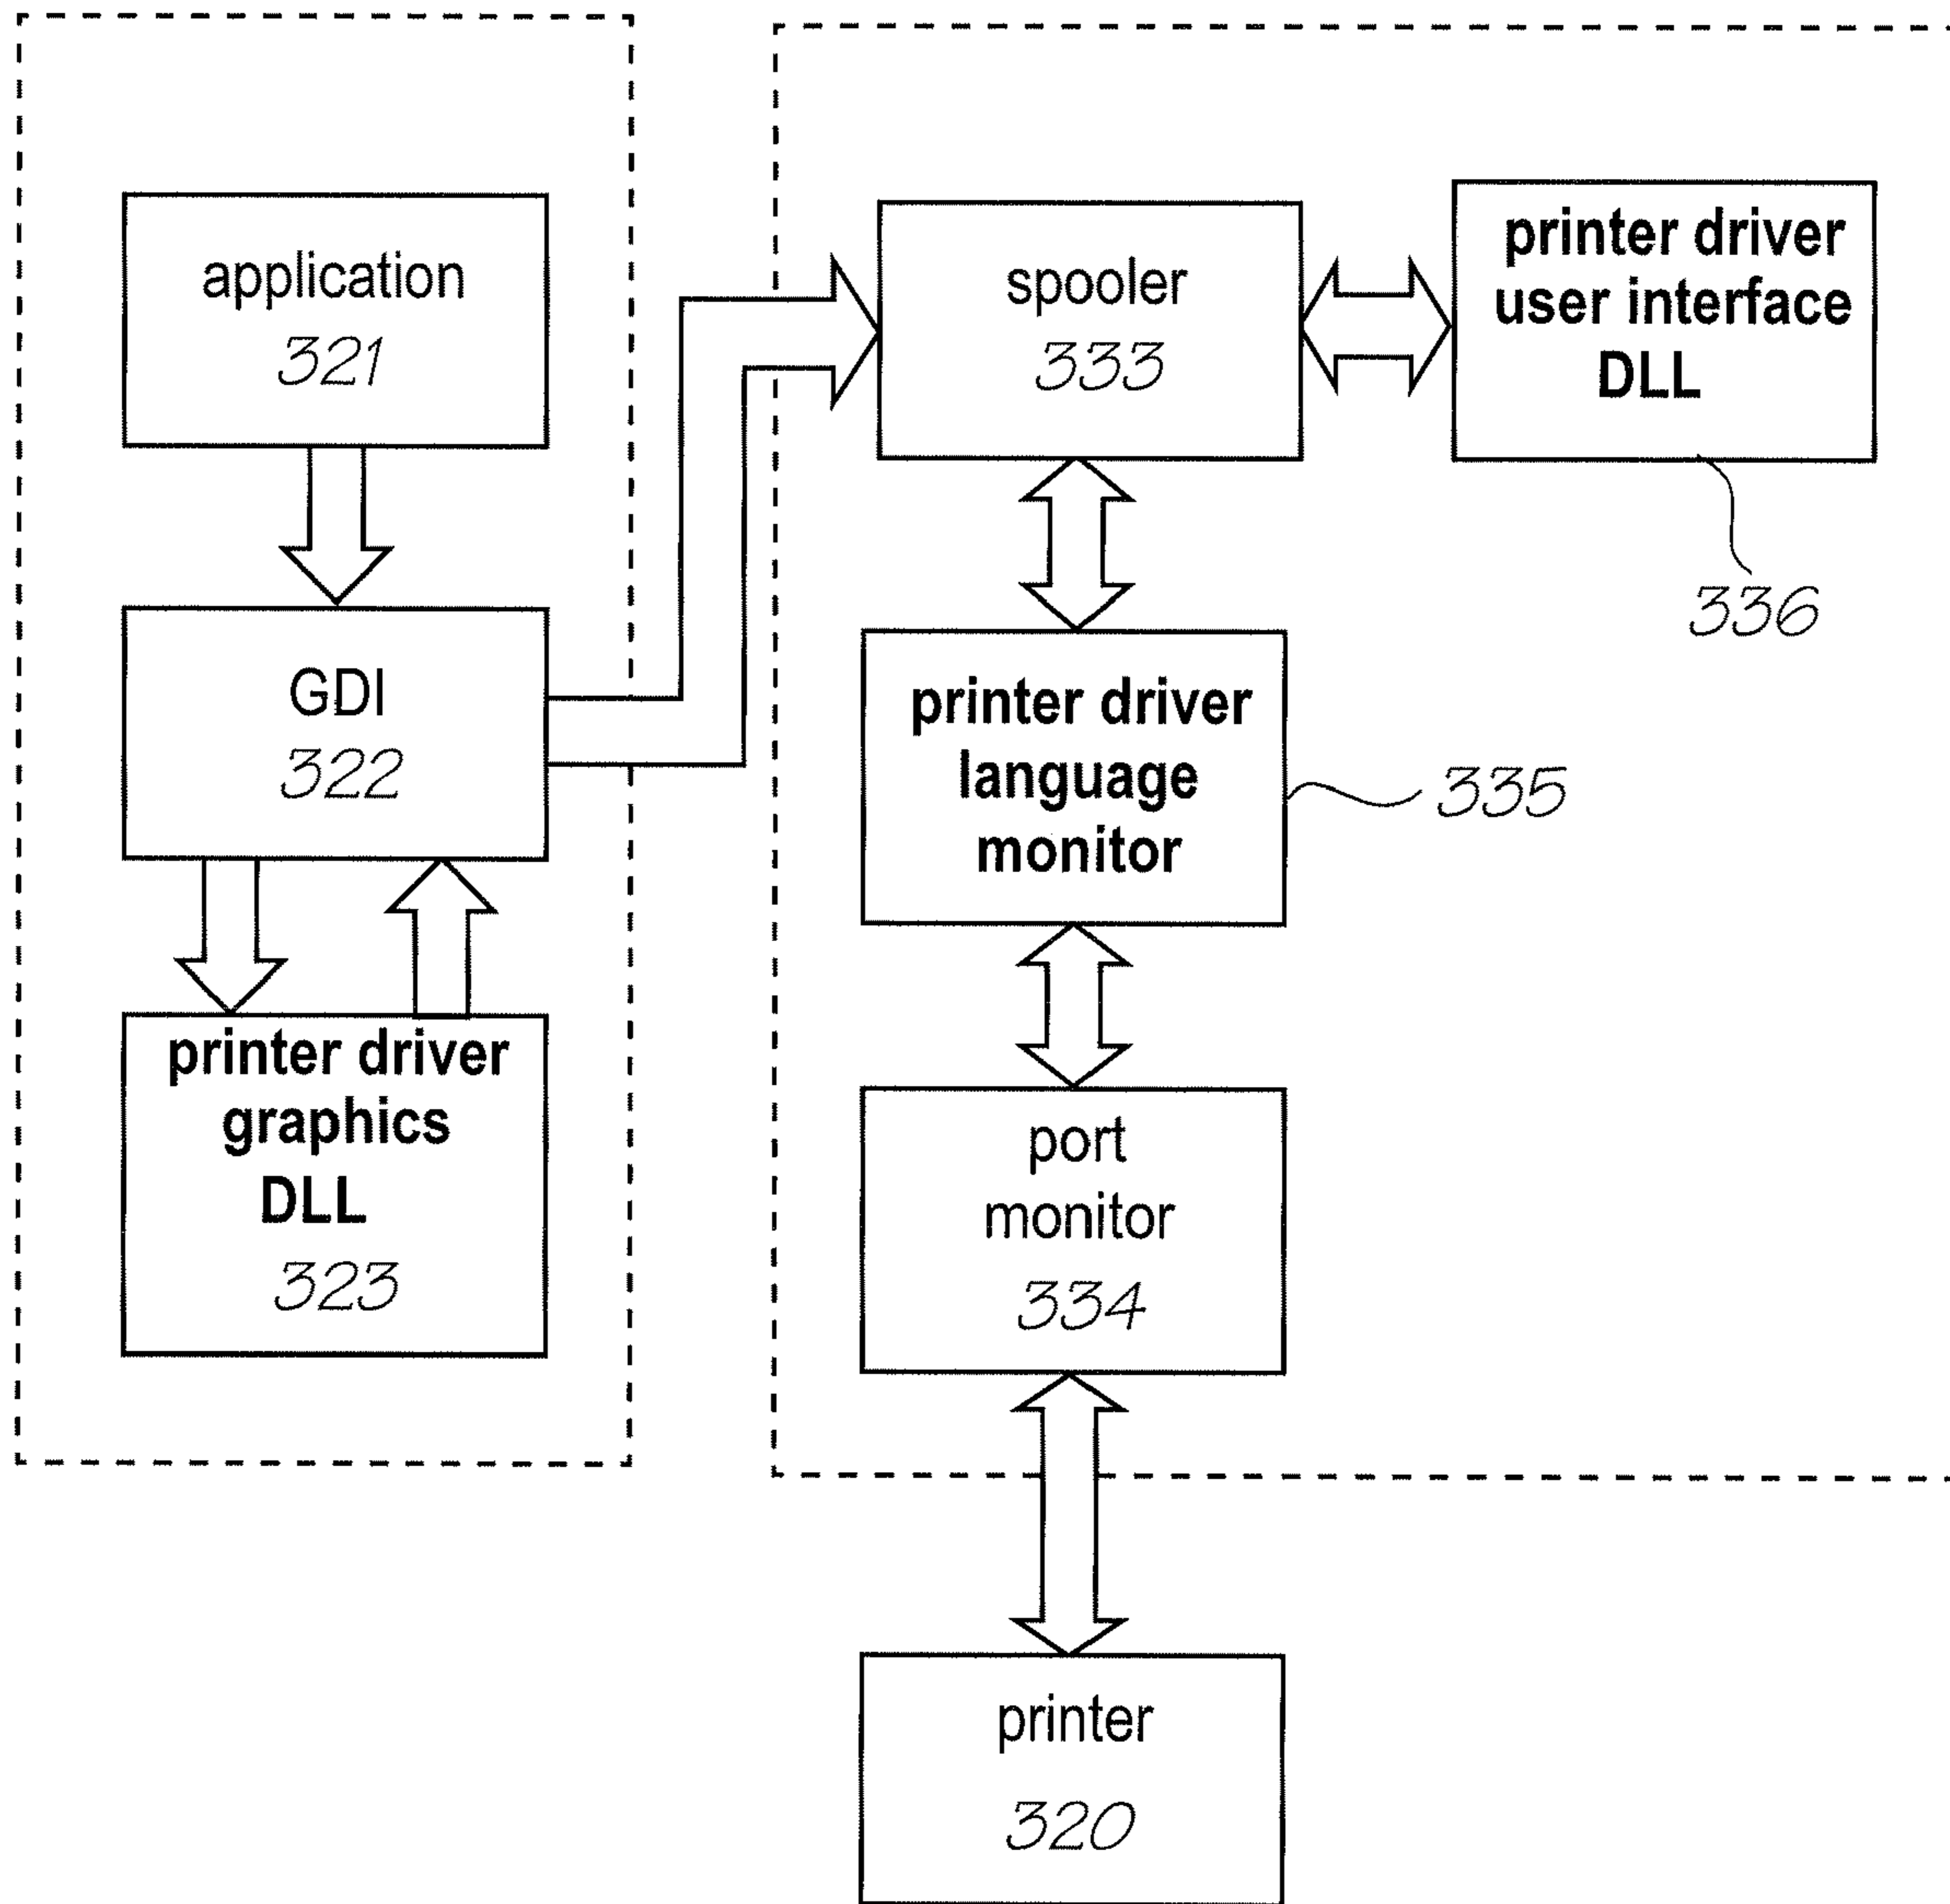 application
321
GDI
322
printer driver
graphics
DLL
323
spooler
333
printer driver
user interface
DLL
336
printer driver
language
monitor
335
port
monitor
334
printer
320